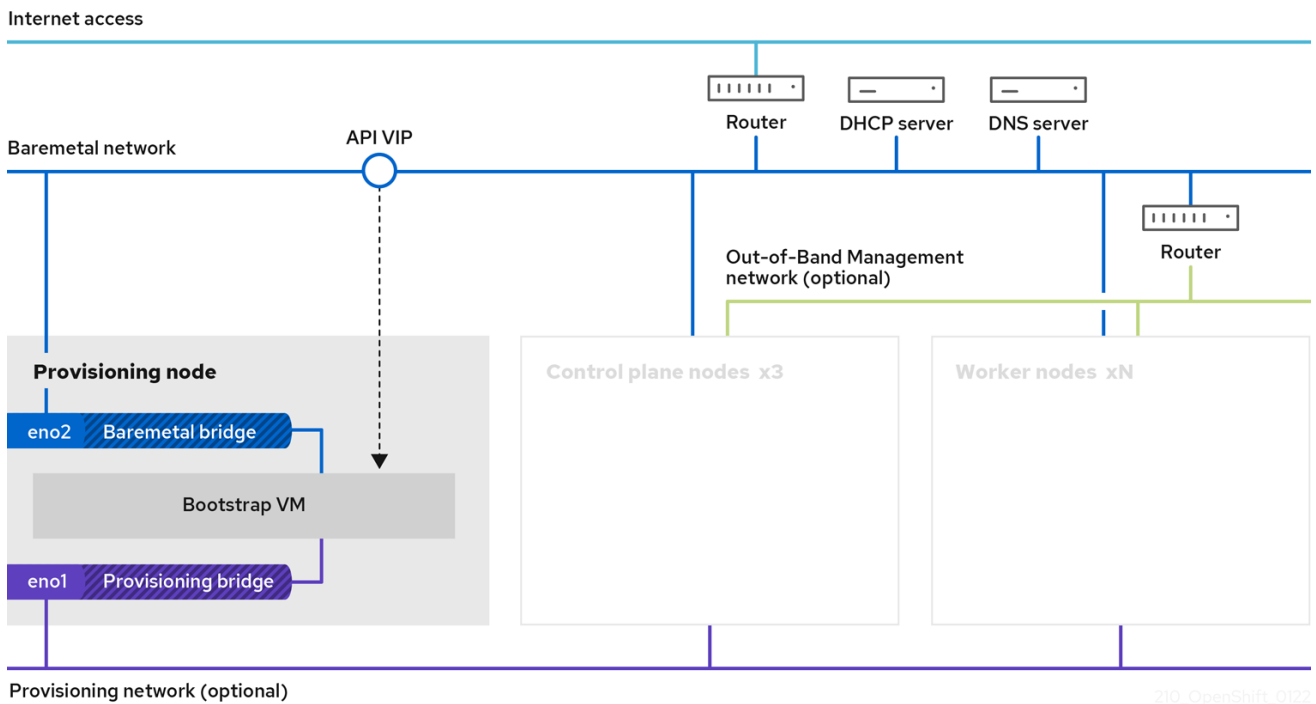 Internet access
Router
DHCP server
DNS server
API VIP
Baremetal network
Router
Out-of-Band Management
network (optional)
Provisioning node
Control plane nodes x3
Worker nodes xN
eno2
Baremetal bridge
Bootstrap VM
eno1
Provisioning bridge
Provisioning network (optional)
210_OpenShift_0122